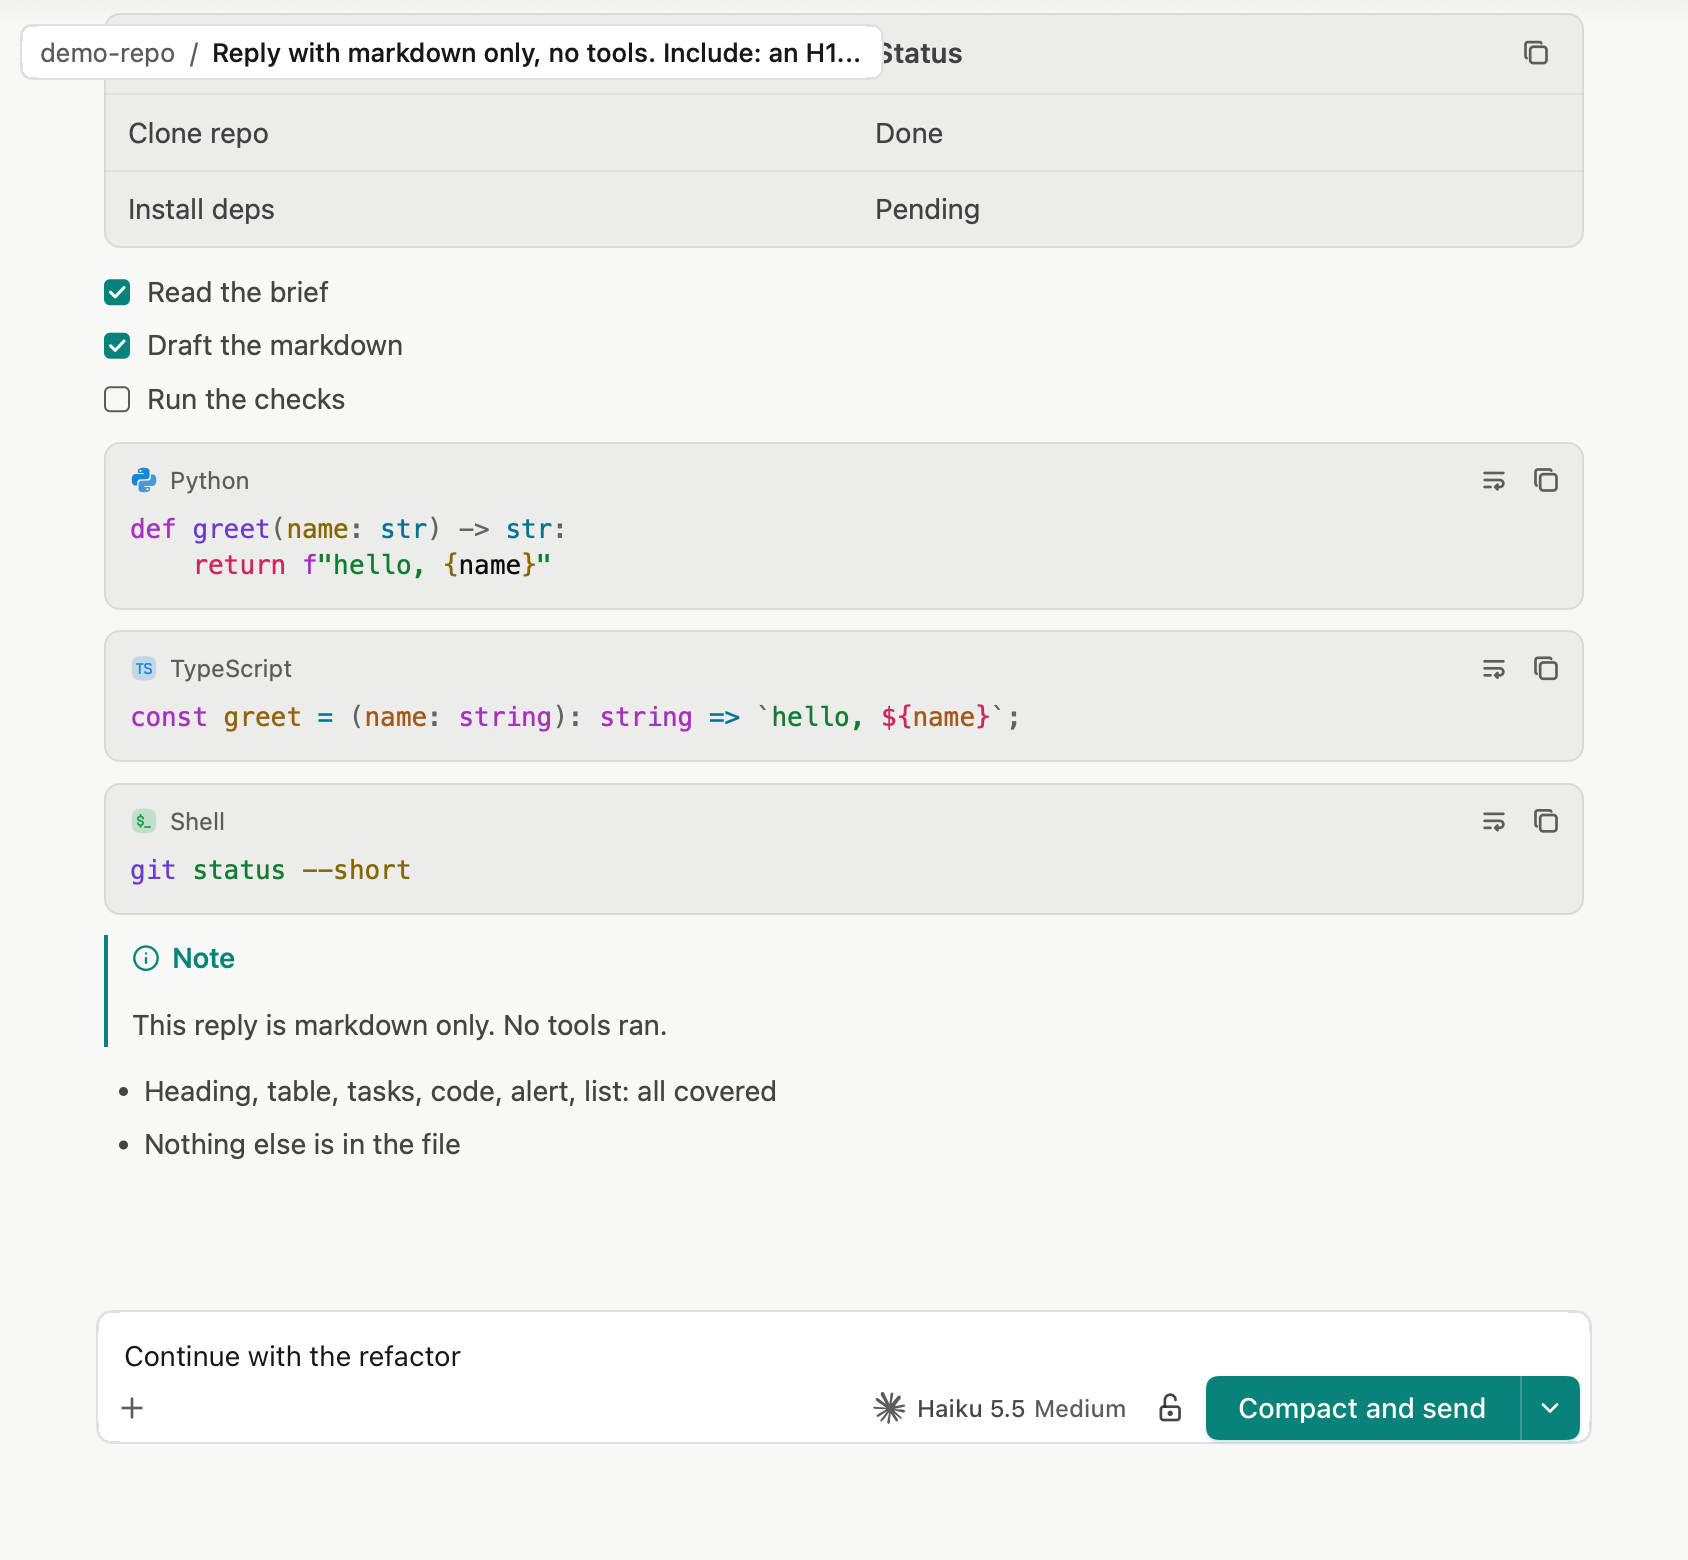 demo-repo / Reply with markdown only, no tools. Include: an H1...
Status
Clone repo Done
Install deps Pending
Read the brief
Draft the markdown
Run the checks
Python
def greet(name: str) -> str:
    return f"hello, {name}"
TypeScript
const greet = (name: string): string => `hello, ${name}`;
Shell
git status --short
Note
This reply is markdown only. No tools ran.
• Heading, table, tasks, code, alert, list: all covered
• Nothing else is in the file
Continue with the refactor
Haiku 5.5 Medium
Compact and send